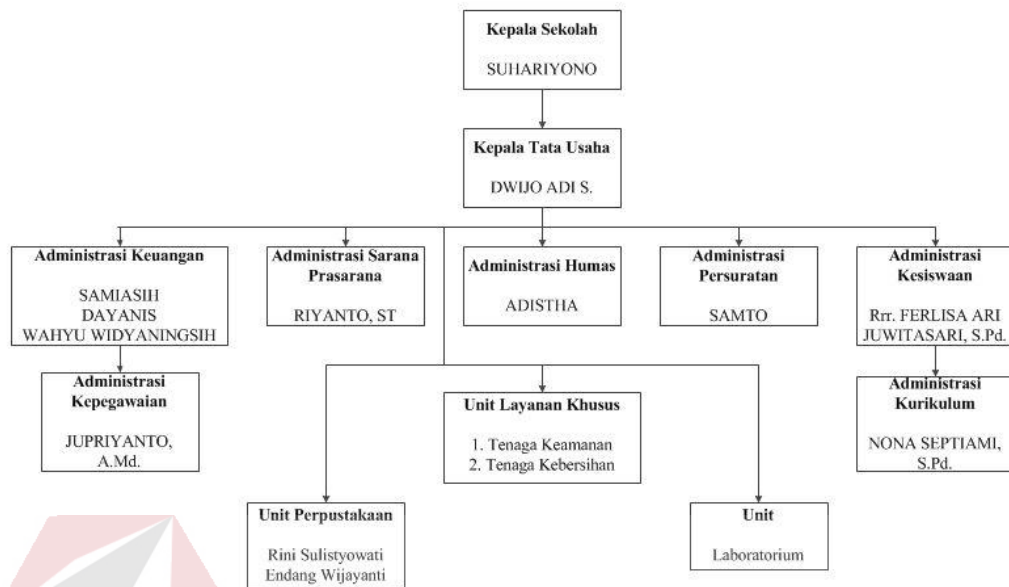 Kepala Sekolah
SUHARIYONO
Kepala Tata Usaha
DWIJO ADI S.
Administrasi Keuangan
SAMIASIH
DAYANIS
WAHYU WIDYANINGSIH
Administrasi Sarana
Prasarana
RIYANTO, ST
Administrasi Humas
ADISTHA
Administrasi
Persuratan
SAMTO
Administrasi
Kesiswaan
Rrr. FERLISA ARI
JUWITASARI, S.Pd.
Administrasi
Kepegawaian
JUPRIYANTO,
A.Md.
Unit Layanan Khusus
1. Tenaga Keamanan
2. Tenaga Kebersihan
Administrasi
Kurikulum
NONA SEPTIAMI,
S.Pd.
Unit Perpustakaan
Rini Sulistyowati
Endang Wijayanti
Unit
Laboratorium